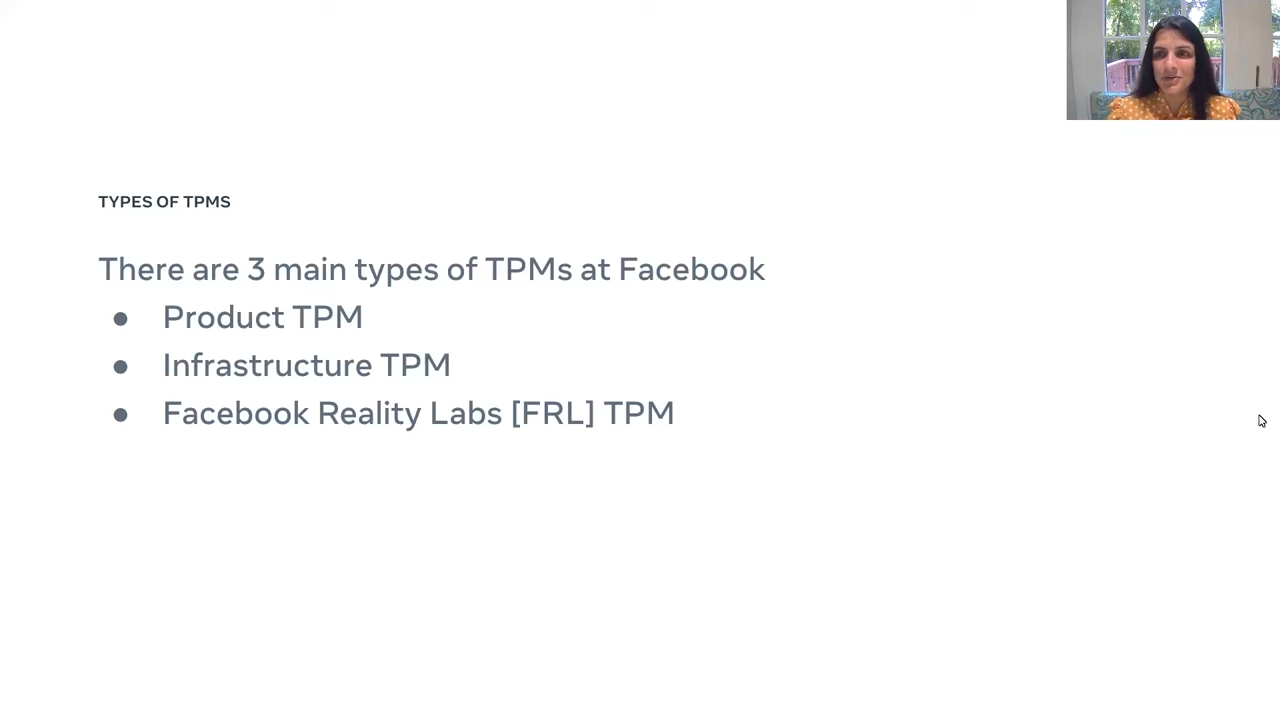 TYPES OF TPMS
There are 3 main types of TPMs at Facebook
● Product TPM
● Infrastructure TPM
● Facebook Reality Labs [FRL] TPM